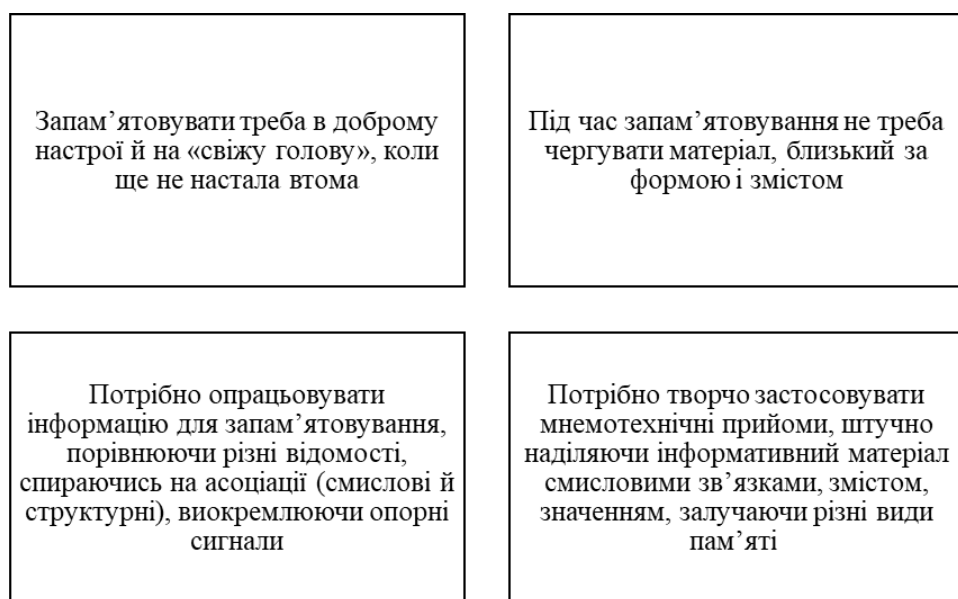 Запам’ятовувати треба в доброму
настрої й на «свіжу голову», коли
ще не настала втома
Під час запам’ятовування не треба
чергувати матеріал, близький за
формою і змістом
Потрібно опрацьовувати
інформацію для запам’ятовування,
порівнюючи різні відомості,
спираючись на асоціації (смислові й
структурні), виокремлюючи опорні
сигнали
Потрібно творчо застосовувати
мнемотехнічні прийоми, штучно
наділяючи інформативний матеріал
смисловими зв’язками, змістом,
значенням, залучаючи різні види
пам’яті